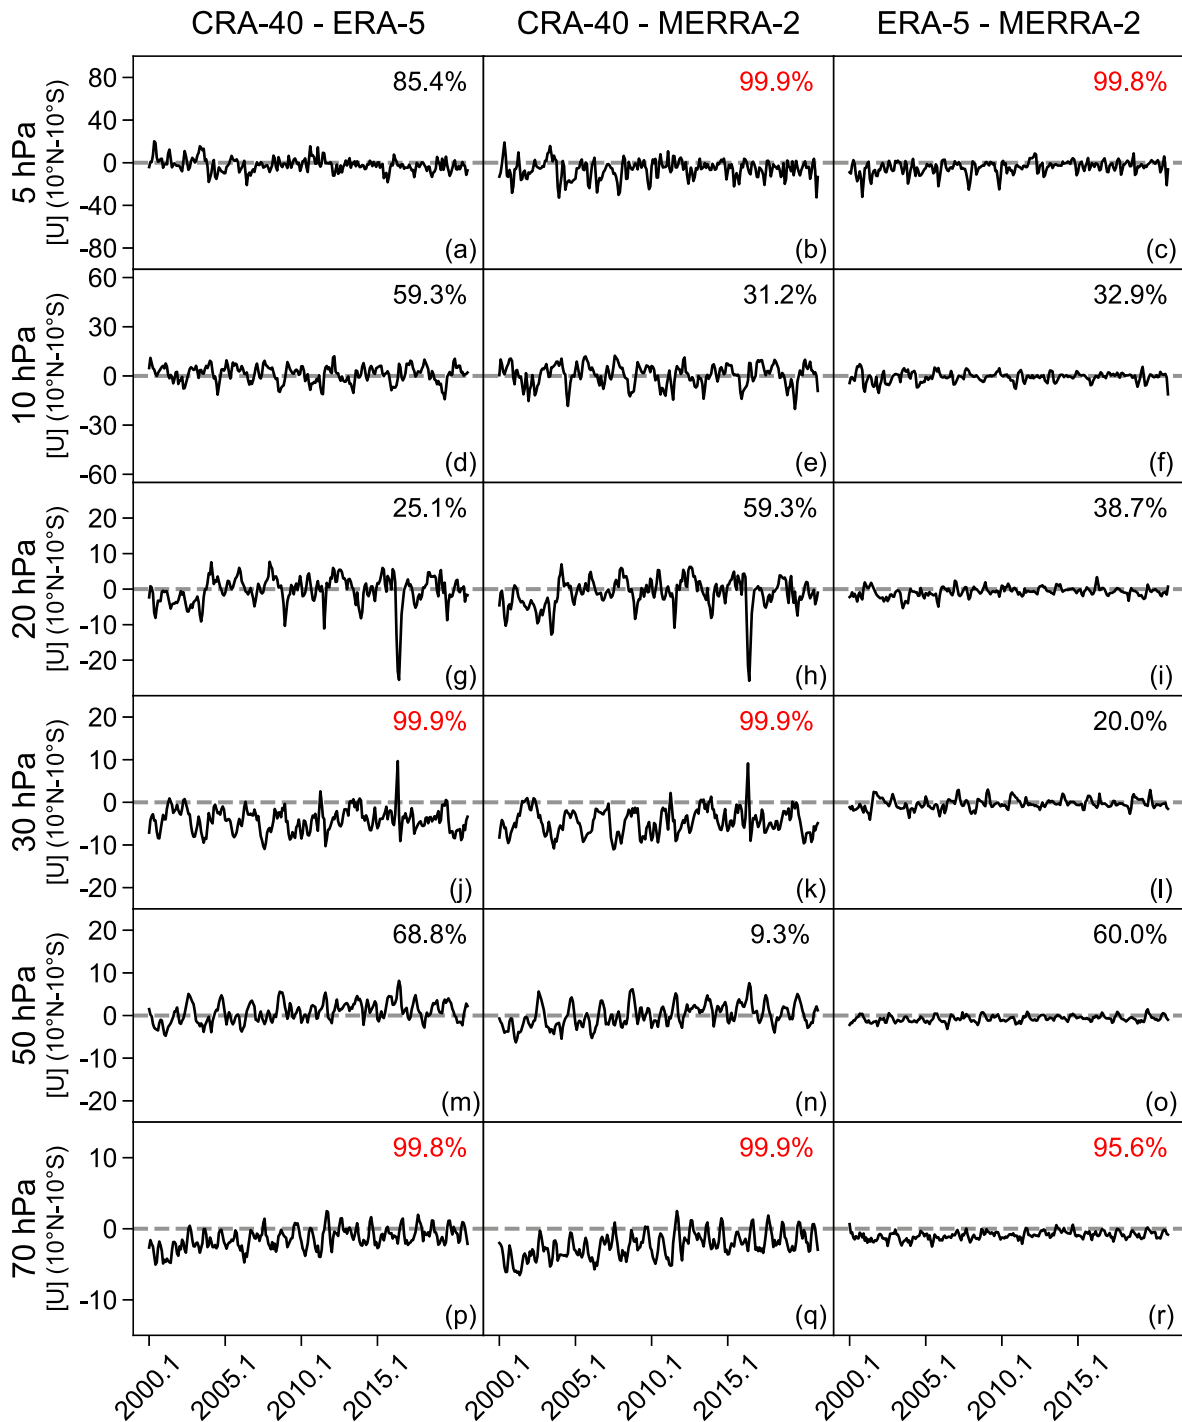 CRA-40 - ERA-5 CRA-40 - MERRA-2 ERA-5 - MERRA-2
5 hPa
[U] (10°N-10°S)
80
40
0
-40
-80
85.4%
(a)
99.9%
(b)
99.8%
(c)
10 hPa
[U] (10°N-10°S)
60
30
0
-30
-60
59.3%
(d)
31.2%
(e)
32.9%
(f)
20 hPa
[U] (10°N-10°S)
20
10
0
-10
-20
25.1%
(g)
59.3%
(h)
38.7%
(i)
30 hPa
[U] (10°N-10°S)
20
10
0
-10
-20
99.9%
(j)
99.9%
(k)
20.0%
(l)
50 hPa
[U] (10°N-10°S)
20
10
0
-10
-20
68.8%
(m)
9.3%
(n)
60.0%
(o)
70 hPa
[U] (10°N-10°S)
10
0
-10
99.8%
(p)
99.9%
(q)
95.6%
(r)
2000.1 2005.1 2010.1 2015.1 2000.1 2005.1 2010.1 2015.1 2000.1 2005.1 2010.1 2015.1